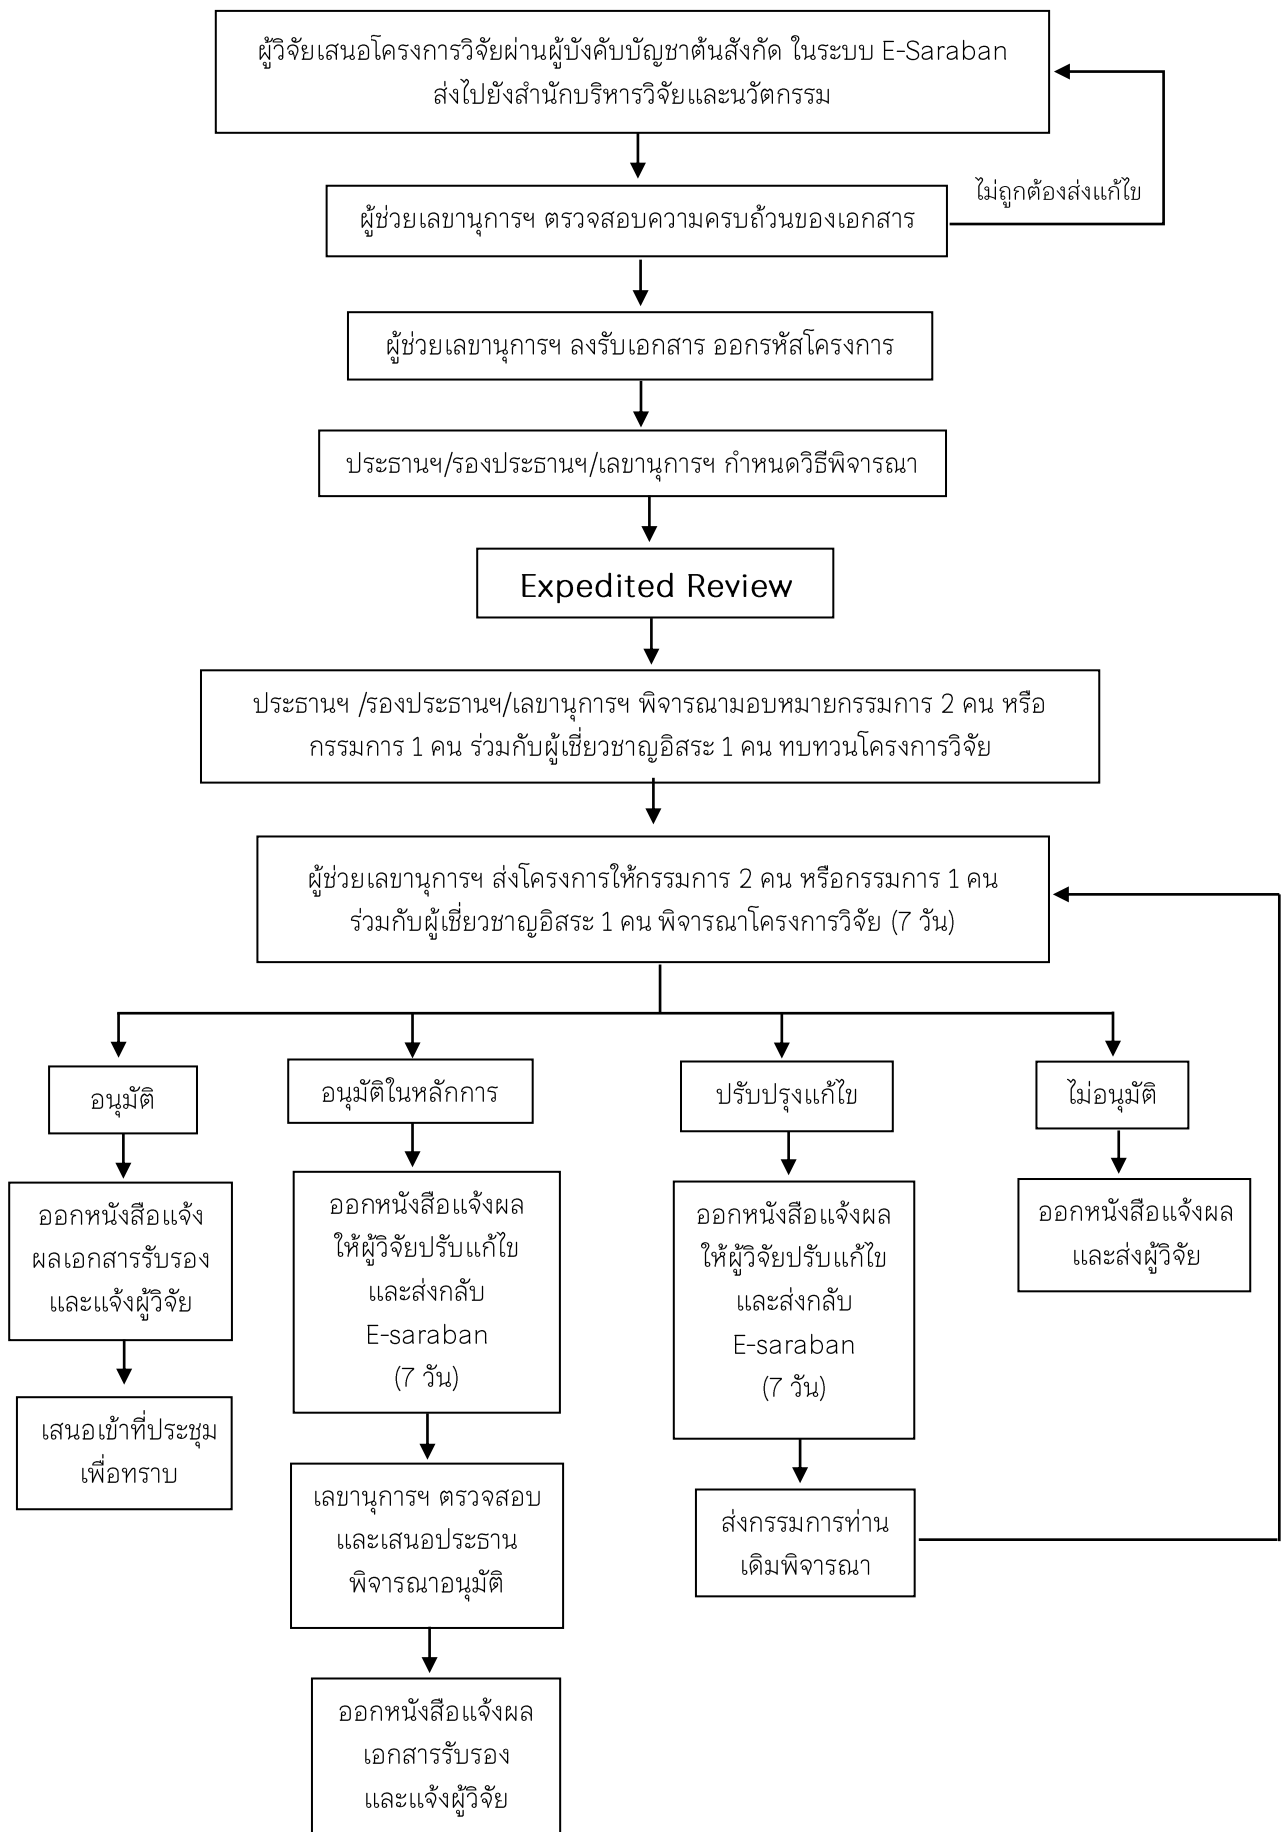 ผู้วิจัยเสนอโครงการวิจัยผ่านผู้บังคับบัญชาต้นสังกัด ในระบบ E-Saraban
ส่งไปยังสำนักบริหารวิจัยและนวัตกรรม
ไม่ถูกต้องส่งแก้ไข
ผู้ช่วยเลขานุการฯ ตรวจสอบความครบถ้วนของเอกสาร
ผู้ช่วยเลขานุการฯ ลงรับเอกสาร ออกรหัสโครงการ
ประธานฯ/รองประธานฯ/เลขานุการฯ กำหนดวิธีพิจารณา
Expedited Review
ประธานฯ /รองประธานฯ/เลขานุการฯ พิจารณามอบหมายกรรมการ 2 คน หรือ
กรรมการ 1 คน ร่วมกับผู้เชี่ยวชาญอิสระ 1 คน ทบทวนโครงการวิจัย
ผู้ช่วยเลขานุการฯ ส่งโครงการให้กรรมการ 2 คน หรือกรรมการ 1 คน
ร่วมกับผู้เชี่ยวชาญอิสระ 1 คน พิจารณาโครงการวิจัย (7 วัน)
อนุมัติ
ออกหนังสือแจ้ง
ผลเอกสารรับรอง
และแจ้งผู้วิจัย
เสนอเข้าที่ประชุม
เพื่อทราบ
อนุมัติในหลักการ
ออกหนังสือแจ้งผล
ให้ผู้วิจัยปรับแก้ไข
และส่งกลับ
E-saraban
(7 วัน)
เลขานุการฯ ตรวจสอบ
และเสนอประธาน
พิจารณาอนุมัติ
ออกหนังสือแจ้งผล
เอกสารรับรอง
และแจ้งผู้วิจัย
ปรับปรุงแก้ไข
ออกหนังสือแจ้งผล
ให้ผู้วิจัยปรับแก้ไข
และส่งกลับ
E-saraban
(7 วัน)
ส่งกรรมการท่าน
เดิมพิจารณา
ไม่อนุมัติ
ออกหนังสือแจ้งผล
และส่งผู้วิจัย